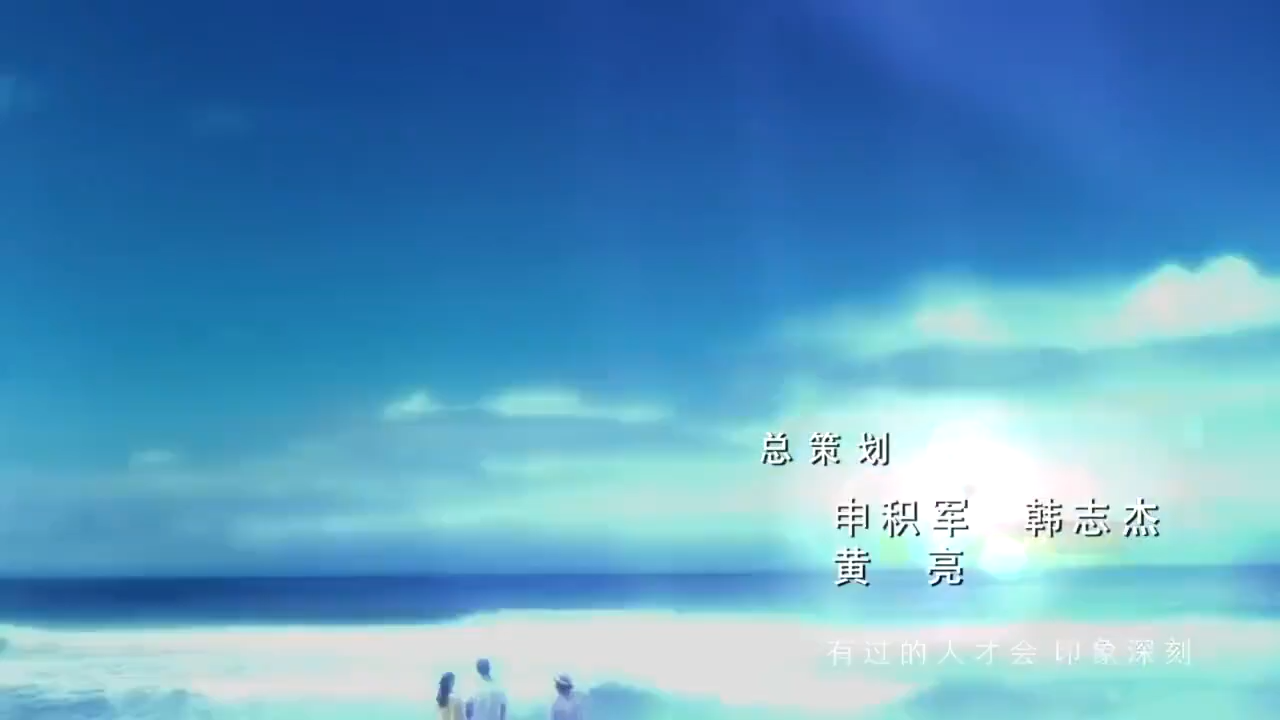 总策划
申积军 韩志杰
黄 亮
有过的人才会 印象深刻